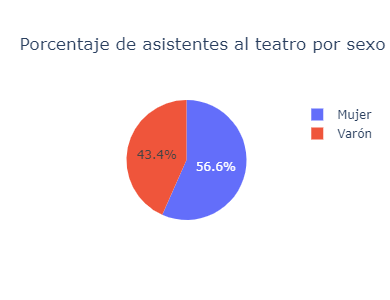 Porcentaje de asistentes al teatro por sexo
Mujer
Varón
43.4%
56.6%